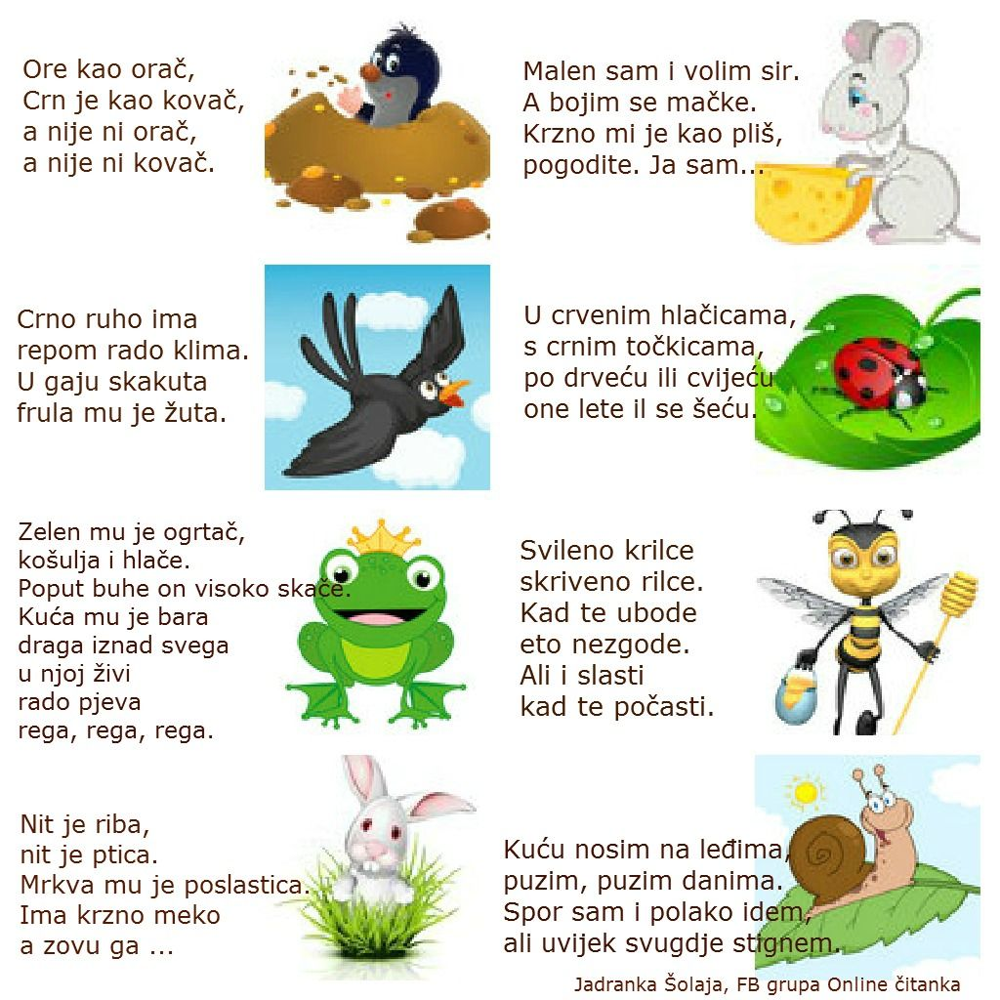 Ore kao orač,
Crn je kao kovač,
a nije ni orač,
a nije ni kovač.
Malen sam i volim sir.
A bojim se mačke.
Krzno mi je kao pliš,
pogodite. Ja sam...
Crno ruho ima
repom rado klima.
U gaju skakuta
frula mu je žuta.
U crvenim hlačicama,
s crnim točkicama,
po drveću ili cvijeću
one lete il se šeću.
Zelen mu je ogrtač,
košulja i hlače.
Poput buhe on visoko skače.
Kuća mu je bara
draga iznad svega
u njoj živi
rado pjeva
rega, rega, rega.
Svileno krilce
skriveno rilce.
Kad te ubode
eto nezgode.
Ali i slasti
kad te počasti.
Nit je riba,
nit je ptica.
Mrkva mu je poslastica.
Ima krzno meko
a zovu ga ...
Kuću nosim na leđima,
puzim, puzim danima.
Spor sam i polako idem,
ali uvijek svugdje stignem.
Jadranka Šolaja, FB grupa Online čitanka